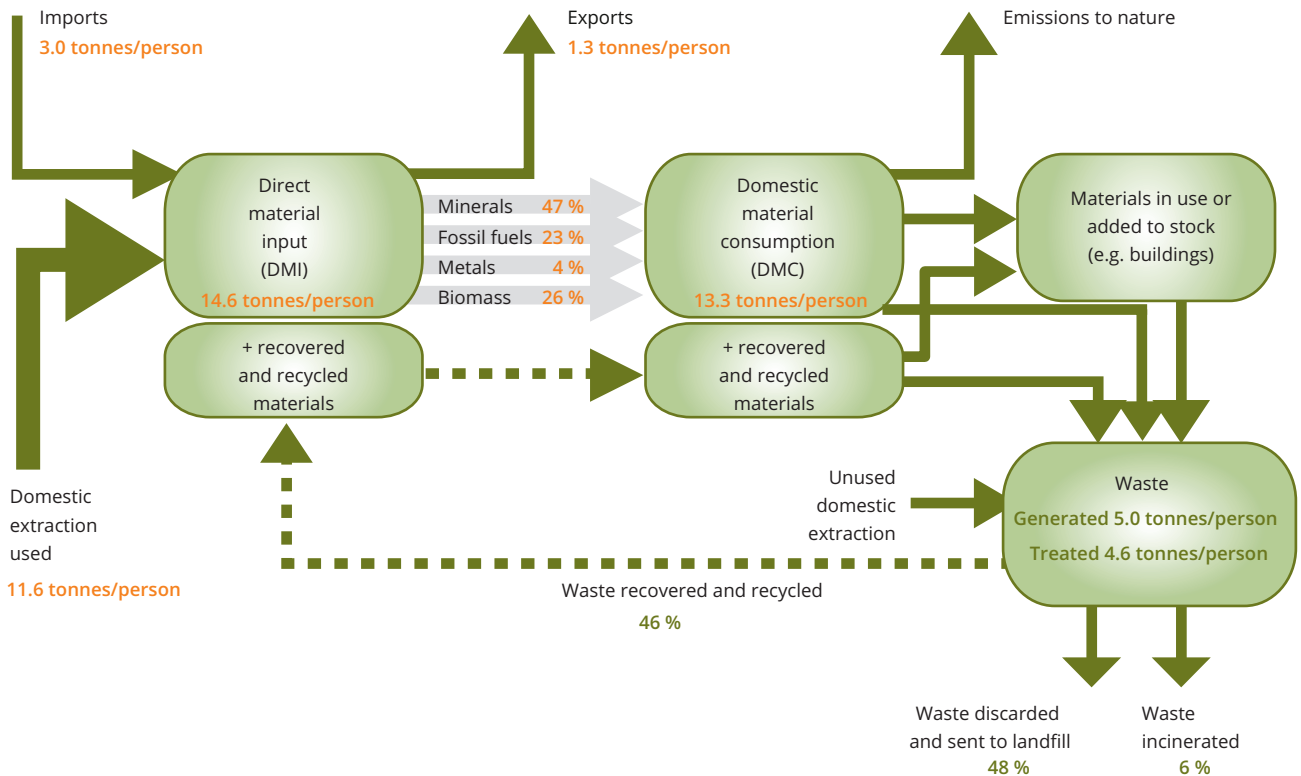 Imports
3.0 tonnes/person
Exports
1.3 tonnes/person
Emissions to nature
Direct
material
input
(DMI)
14.6 tonnes/person
Minerals 47 %
Fossil fuels 23 %
Metals 4 %
Biomass 26 %
Domestic
material
consumption
(DMC)
13.3 tonnes/person
Materials in use or
added to stock
(e.g. buildings)
+ recovered
and recycled
materials
+ recovered
and recycled
materials
Domestic
extraction
used
11.6 tonnes/person
Unused
domestic
extraction
Waste
Generated 5.0 tonnes/person
Treated 4.6 tonnes/person
Waste recovered and recycled
46 %
Waste discarded
and sent to landfill
48 %
Waste
incinerated
6 %